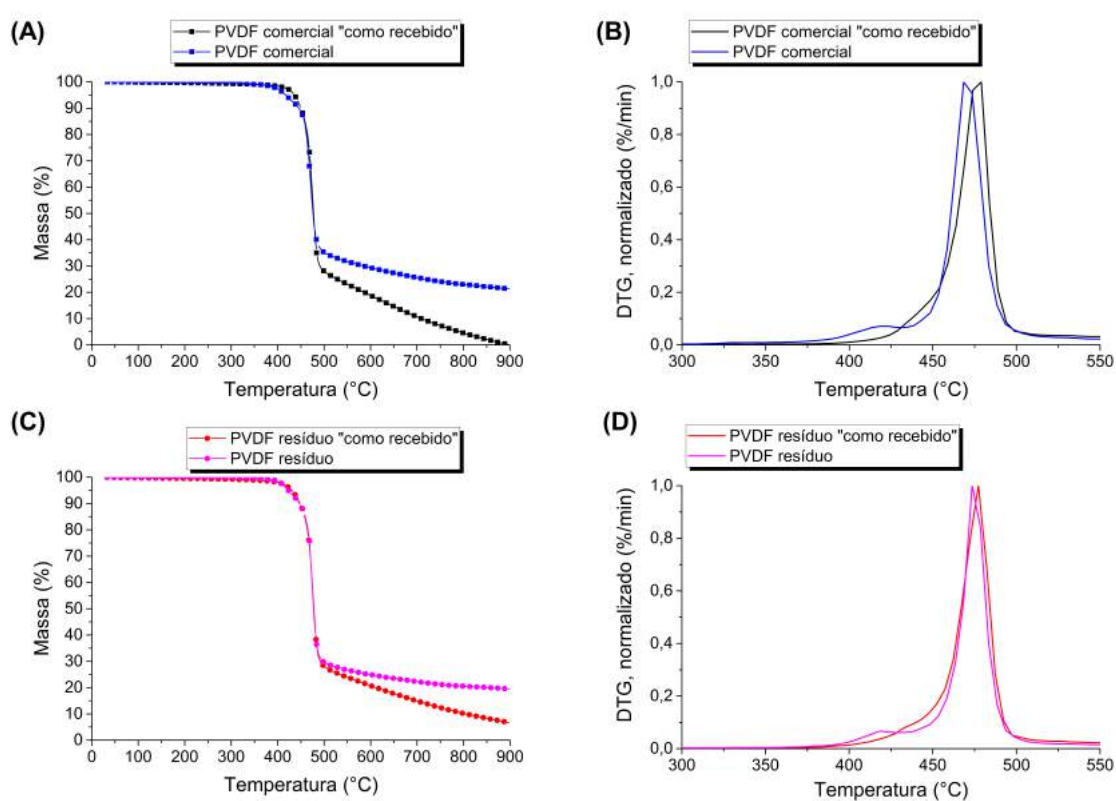 (A)
PVDF comercial "como recebido"
PVDF comercial
100
90
80
70
60
50
40
30
20
10
0
Massa (%)
0 100 200 300 400 500 600 700 800 900
Temperatura (°C)
(B)
PVDF comercial "como recebido"
PVDF comercial
1,0
0,8
0,6
0,4
0,2
0,0
DTG, normalizado (%/min)
300 350 400 450 500 550
Temperatura (°C)
(C)
PVDF resíduo "como recebido"
PVDF resíduo
100
90
80
70
60
50
40
30
20
10
0
Massa (%)
0 100 200 300 400 500 600 700 800 900
Temperatura (°C)
(D)
PVDF resíduo "como recebido"
PVDF resíduo
1,0
0,8
0,6
0,4
0,2
0,0
DTG, normalizado (%/min)
300 350 400 450 500 550
Temperatura (°C)